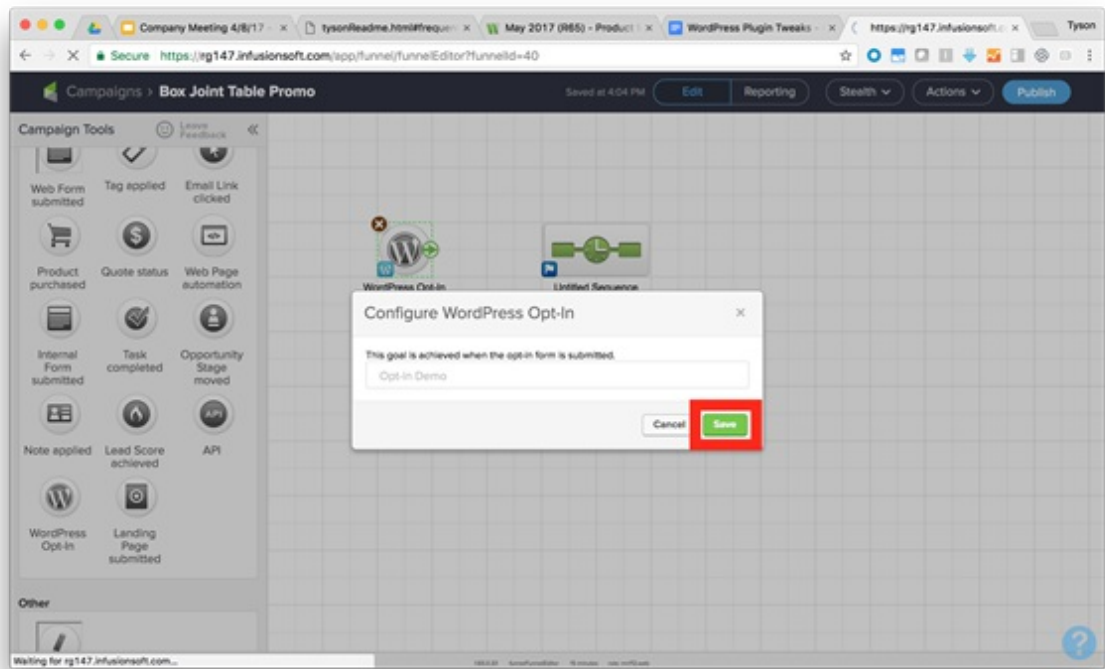 Company Meeting 4/8/17 -
tysonReadme.html#frequen
May 2017 (R65) - Product
WordPress Plugin Tweaks -
https://rg147.infusionsoft.c
Tyson
Secure https://rg147.infusionsoft.com/app/funnel/funnelEditor?funnelId=40
Campaigns > Box Joint Table Promo
Saved at 4:04 PM
Edit
Reporting
Stealth
Actions
Publish
Campaign Tools
Leave
Feedback
Web Form
submitted
Tag applied
Email Link
clicked
Product
purchased
Quote status
Web Page
automation
Internal
Form
submitted
Task
completed
Opportunity
Stage
moved
Note applied
Lead Score
achieved
API
API
WordPress
Opt-In
Landing
Page
submitted
Other
WordPress Opt-In
Untitled Sequence
Configure WordPress Opt-In
This goal is achieved when the opt-in form is submitted.
Opt-In Demo
Cancel
Save
Waiting for rg147.infusionsoft.com...